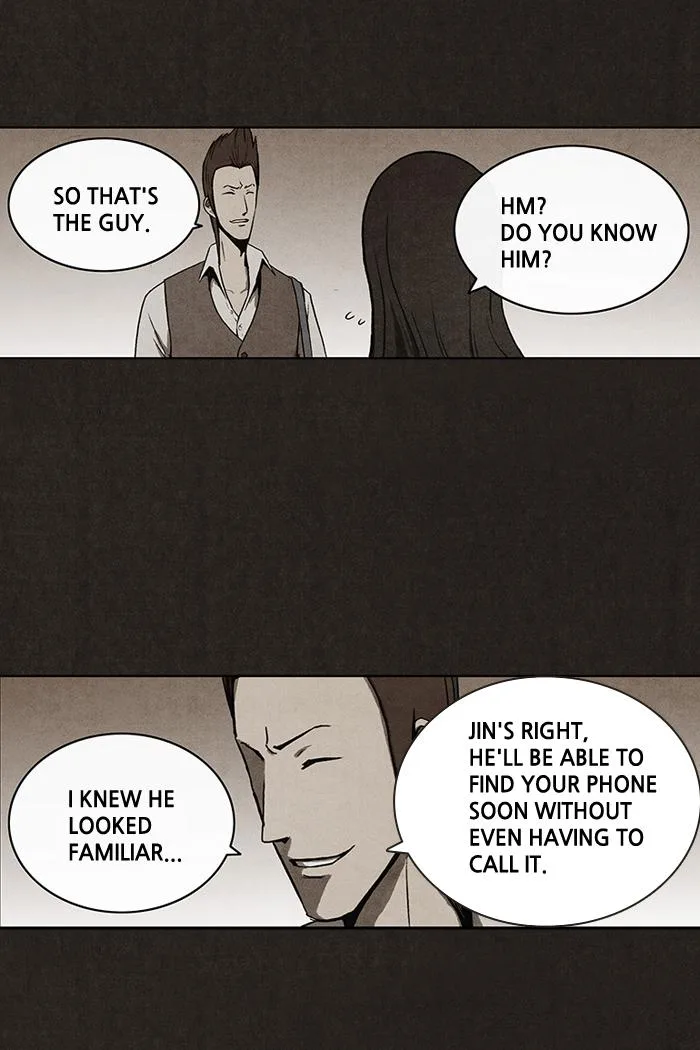 SO THAT'S
THE GUY.
HM?
DO YOU KNOW
HIM?
I KNEW HE
LOOKED
FAMILIAR...
JIN'S RIGHT,
HE'LL BE ABLE TO
FIND YOUR PHONE
SOON WITHOUT
EVEN HAVING TO
CALL IT.